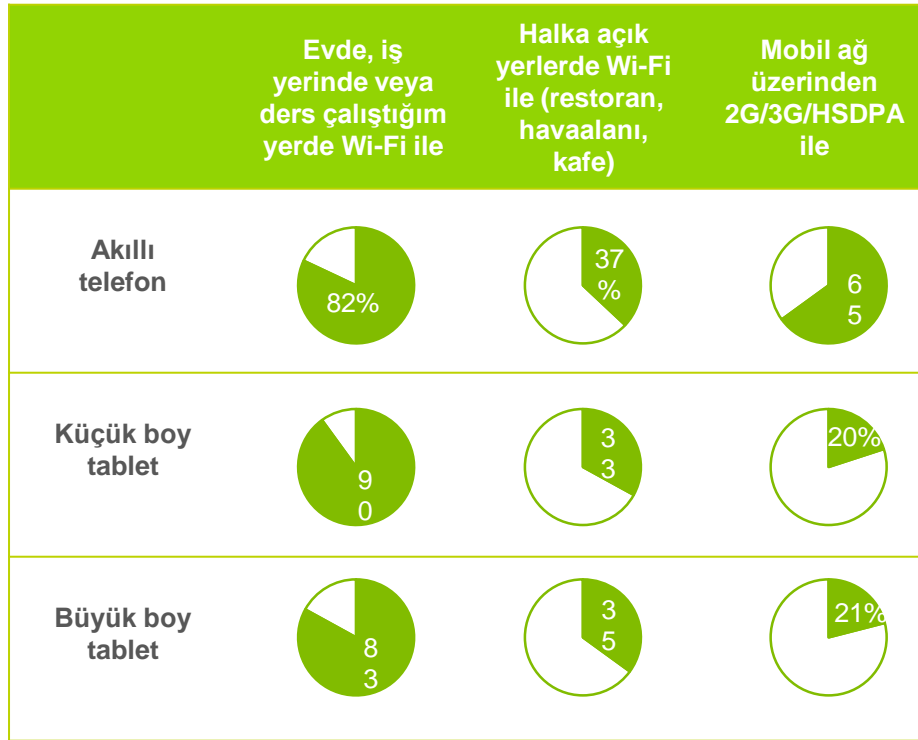 Evde, iş
yerinde veya
ders çalıştığım
yerde Wi-Fi ile
Halka açık
yerlerde Wi-Fi
ile (restoran,
havaalanı,
kafe)
Mobil ağ
üzerinden
2G/3G/HSDPA
ile
Akıllı
telefon
82%
37
%
6
5
Küçük boy
tablet
9
0
3
3
20%
Büyük boy
tablet
8
3
3
5
21%